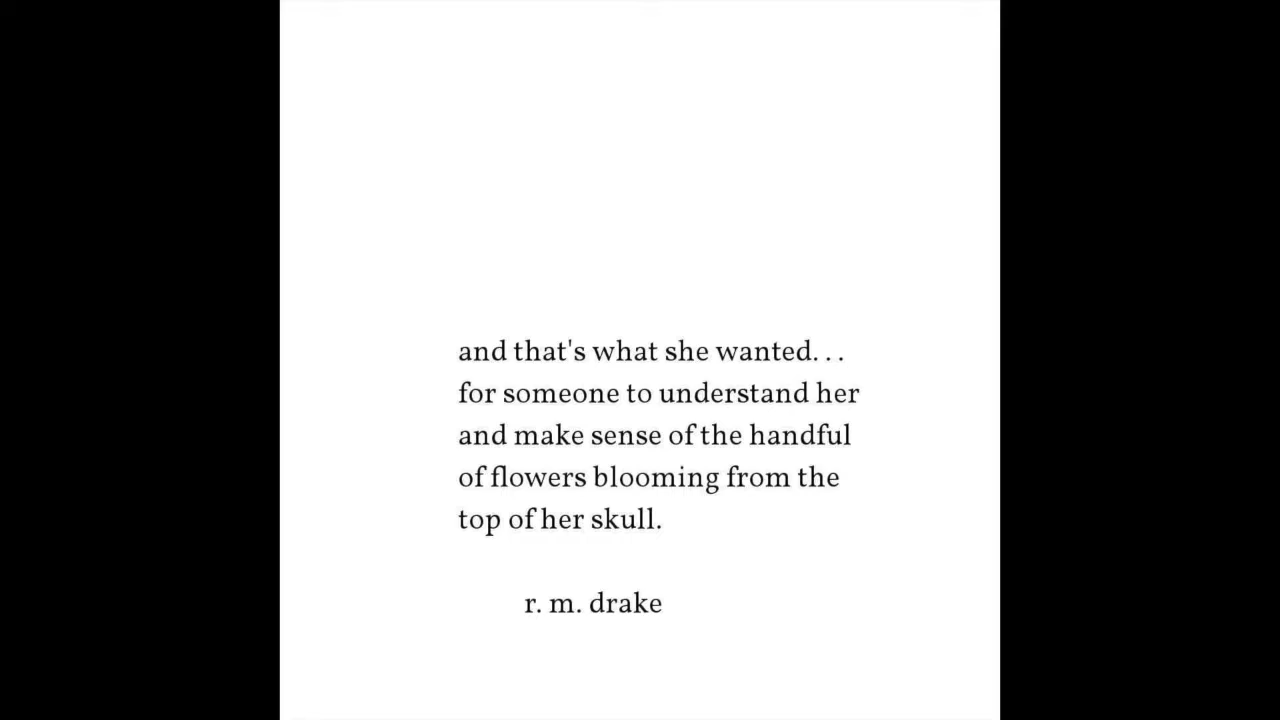 and that's what she wanted. . .
for someone to understand her
and make sense of the handful
of flowers blooming from the
top of her skull.
r. m. drake